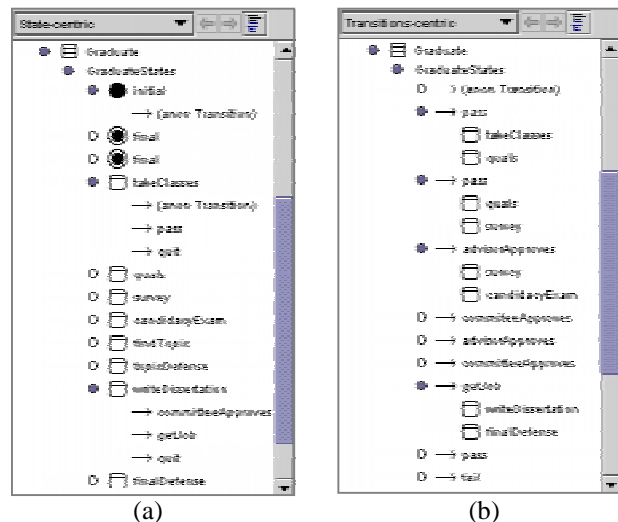 State-centric
Graduate
GraduateStates
initial
(anon Transition)
final
final
takeClasses
(anon Transition)
pass
quit
quals
survey
candidacyExam
findTopic
topicDefense
writeDissertation
committeeApproves
getJob
quit
finalDefense
(a)
Transitions-centric
Graduate
GraduateStates
(anon Transition)
pass
takeClasses
quals
pass
quals
survey
advisorApproves
survey
candidacyExam
committeeApproves
advisorApproves
committeeApproves
getJob
writeDissertation
finalDefense
pass
fail
(b)